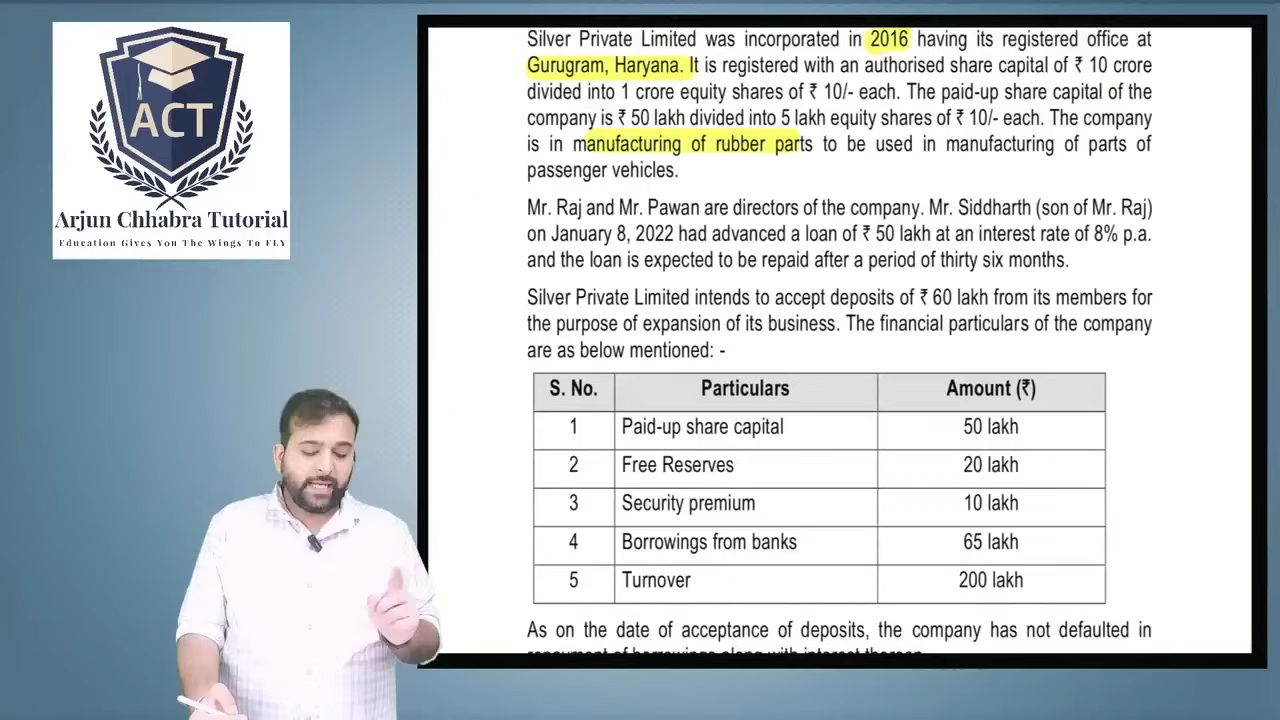 ACT
Arjun Chhabra Tutorial
Education Gives You The Wings To FLY
Silver Private Limited was incorporated in 2016 having its registered office at
Gurugram, Haryana. It is registered with an authorised share capital of ₹ 10 crore
divided into 1 crore equity shares of ₹ 10/- each. The paid-up share capital of the
company is ₹ 50 lakh divided into 5 lakh equity shares of ₹ 10/- each. The company
is in manufacturing of rubber parts to be used in manufacturing of parts of
passenger vehicles.
Mr. Raj and Mr. Pawan are directors of the company. Mr. Siddharth (son of Mr. Raj)
on January 8, 2022 had advanced a loan of ₹ 50 lakh at an interest rate of 8% p.a.
and the loan is expected to be repaid after a period of thirty six months.
Silver Private Limited intends to accept deposits of ₹ 60 lakh from its members for
the purpose of expansion of its business. The financial particulars of the company
are as below mentioned: -
S. No. Particulars Amount (₹)
1 Paid-up share capital 50 lakh
2 Free Reserves 20 lakh
3 Security premium 10 lakh
4 Borrowings from banks 65 lakh
5 Turnover 200 lakh
As on the date of acceptance of deposits, the company has not defaulted in
repayment of borrowings along with interest thereon